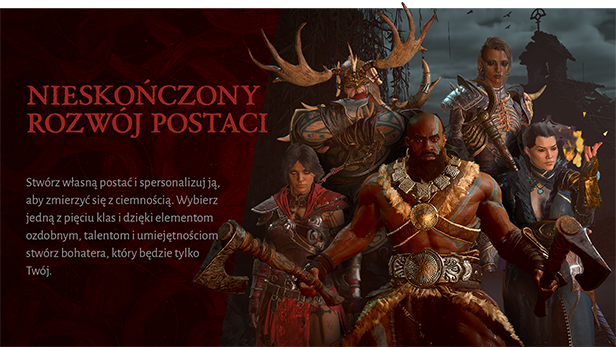 NIESKOŃCZONY
ROZWÓJ POSTACI
Stwórz własną postać i spersonalizuj ją,
aby zmierzyć się z ciemnością. Wybierz
jedną z pięciu klas i dzięki elementom
ozdobnym, talentom i umiejętnościom
stwórz bohatera, który będzie tylko
Twój.